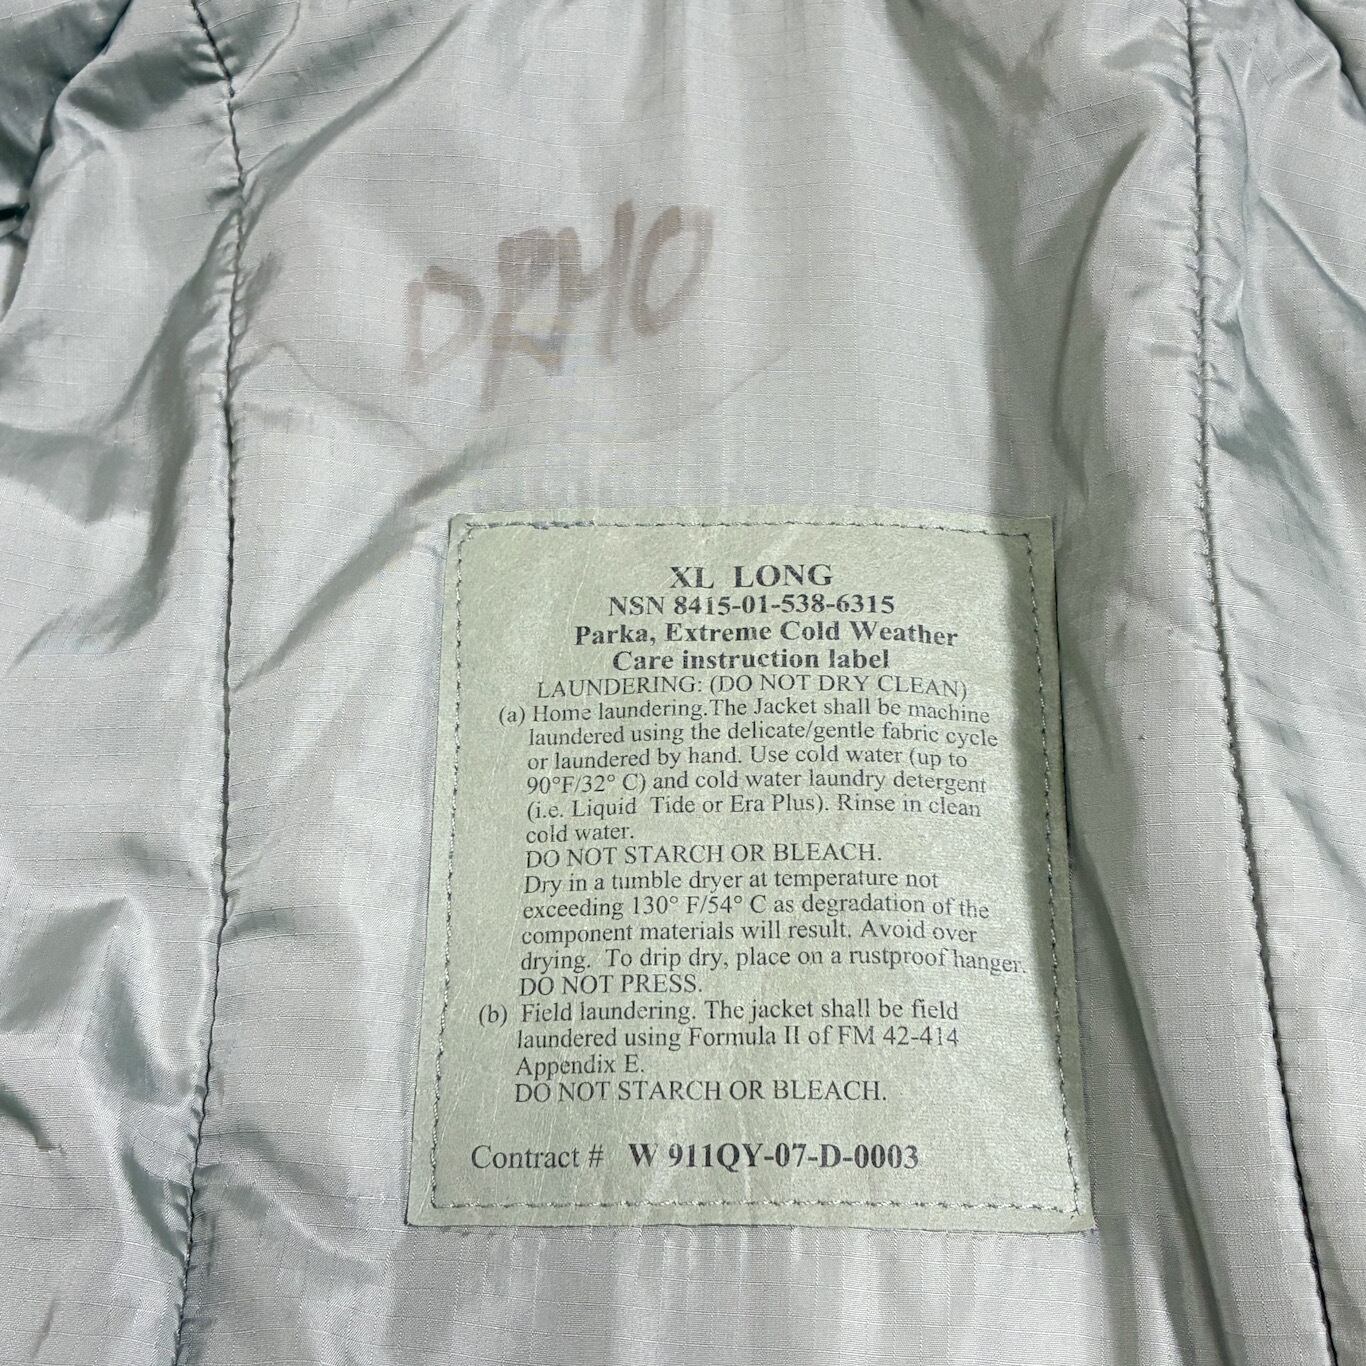 DRHO
XL LONG
NSN 8415-01-538-6315
Parka, Extreme Cold Weather
Care instruction label
LAUNDERING: (DO NOT DRY CLEAN)
(a) Home laundering.The Jacket shall be machine
laundered using the delicate/gentle fabric cycle
or laundered by hand. Use cold water (up to
90°F/32° C) and cold water laundry detergent
(i.e. Liquid Tide or Era Plus). Rinse in clean
cold water.
DO NOT STARCH OR BLEACH.
Dry in a tumble dryer at temperature not
exceeding 130° F/54° C as degradation of the
component materials will result. Avoid over
drying. To drip dry, place on a rustproof hanger.
DO NOT PRESS.
(b) Field laundering. The jacket shall be field
laundered using Formula II of FM 42-414
Appendix E.
DO NOT STARCH OR BLEACH.
Contract # W 911QY-07-D-0003